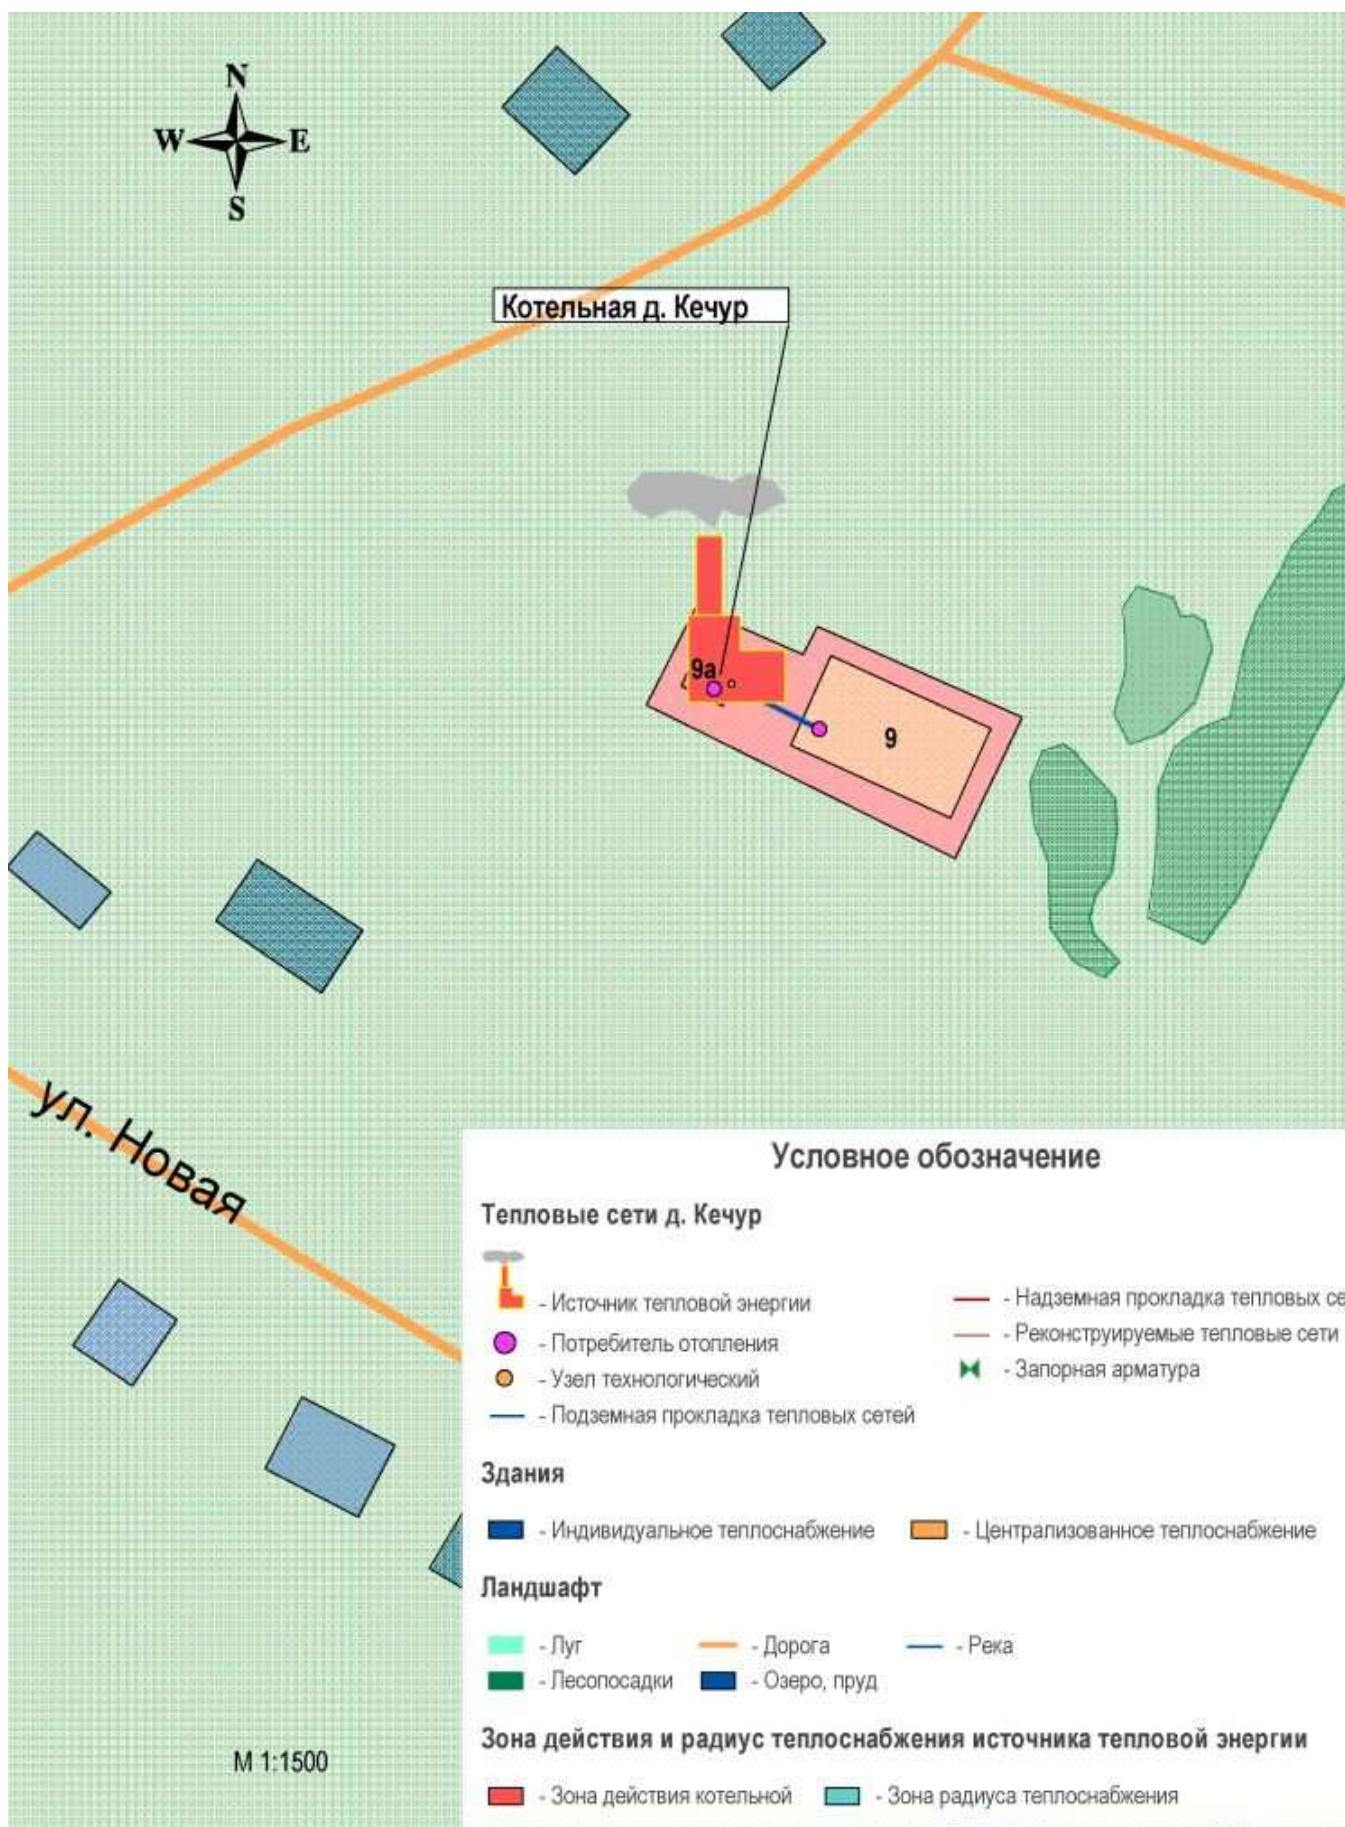 N
W E
S
Котельная д. Кечур
9а
9
ул. Новая
Условное обозначение
Тепловые сети д. Кечур
- Источник тепловой энергии
- Надземная прокладка тепловых се
- Потребитель отопления
- Реконструируемые тепловые сети
- Узел технологический
- Запорная арматура
- Подземная прокладка тепловых сетей
Здания
- Индивидуальное теплоснабжение
- Централизованное теплоснабжение
Ландшафт
- Луг
- Дорога
- Река
- Лесопосадки
- Озеро, пруд
Зона действия и радиус теплоснабжения источника тепловой энергии
М 1:1500
- Зона действия котельной
- Зона радиуса теплоснабжения